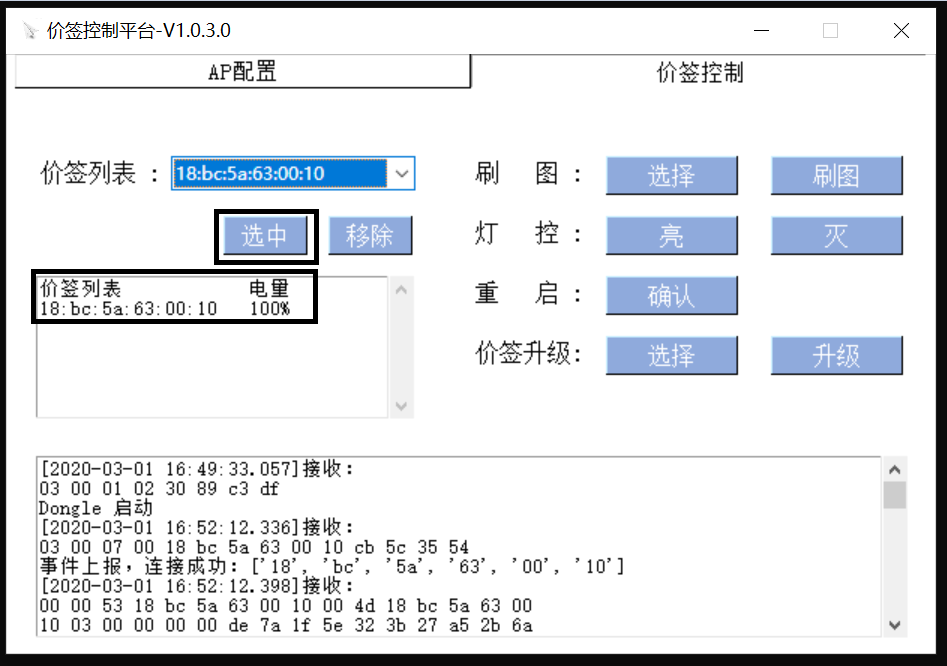 价签控制平台-V1.0.3.0
AP配置
价签控制
价签列表 : 18:bc:5a:63:00:10
选中 移除
价签列表 电量
18:bc:5a:63:00:10 100%
刷 图 : 选择 刷图
灯 控 : 亮 灭
重 启 : 确认
价签升级: 选择 升级
[2020-03-01 16:49:33.057]接收:
03 00 01 02 30 89 c3 df
Dongle 启动
[2020-03-01 16:52:12.336]接收:
03 00 07 00 18 bc 5a 63 00 10 cb 5c 35 54
事件上报，连接成功: ['18', 'bc', '5a', '63', '00', '10']
[2020-03-01 16:52:12.398]接收:
00 00 53 18 bc 5a 63 00 10 00 4d 18 bc 5a 63 00
10 03 00 00 00 00 de 7a 1f 5e 32 3b 27 a5 2b 6a